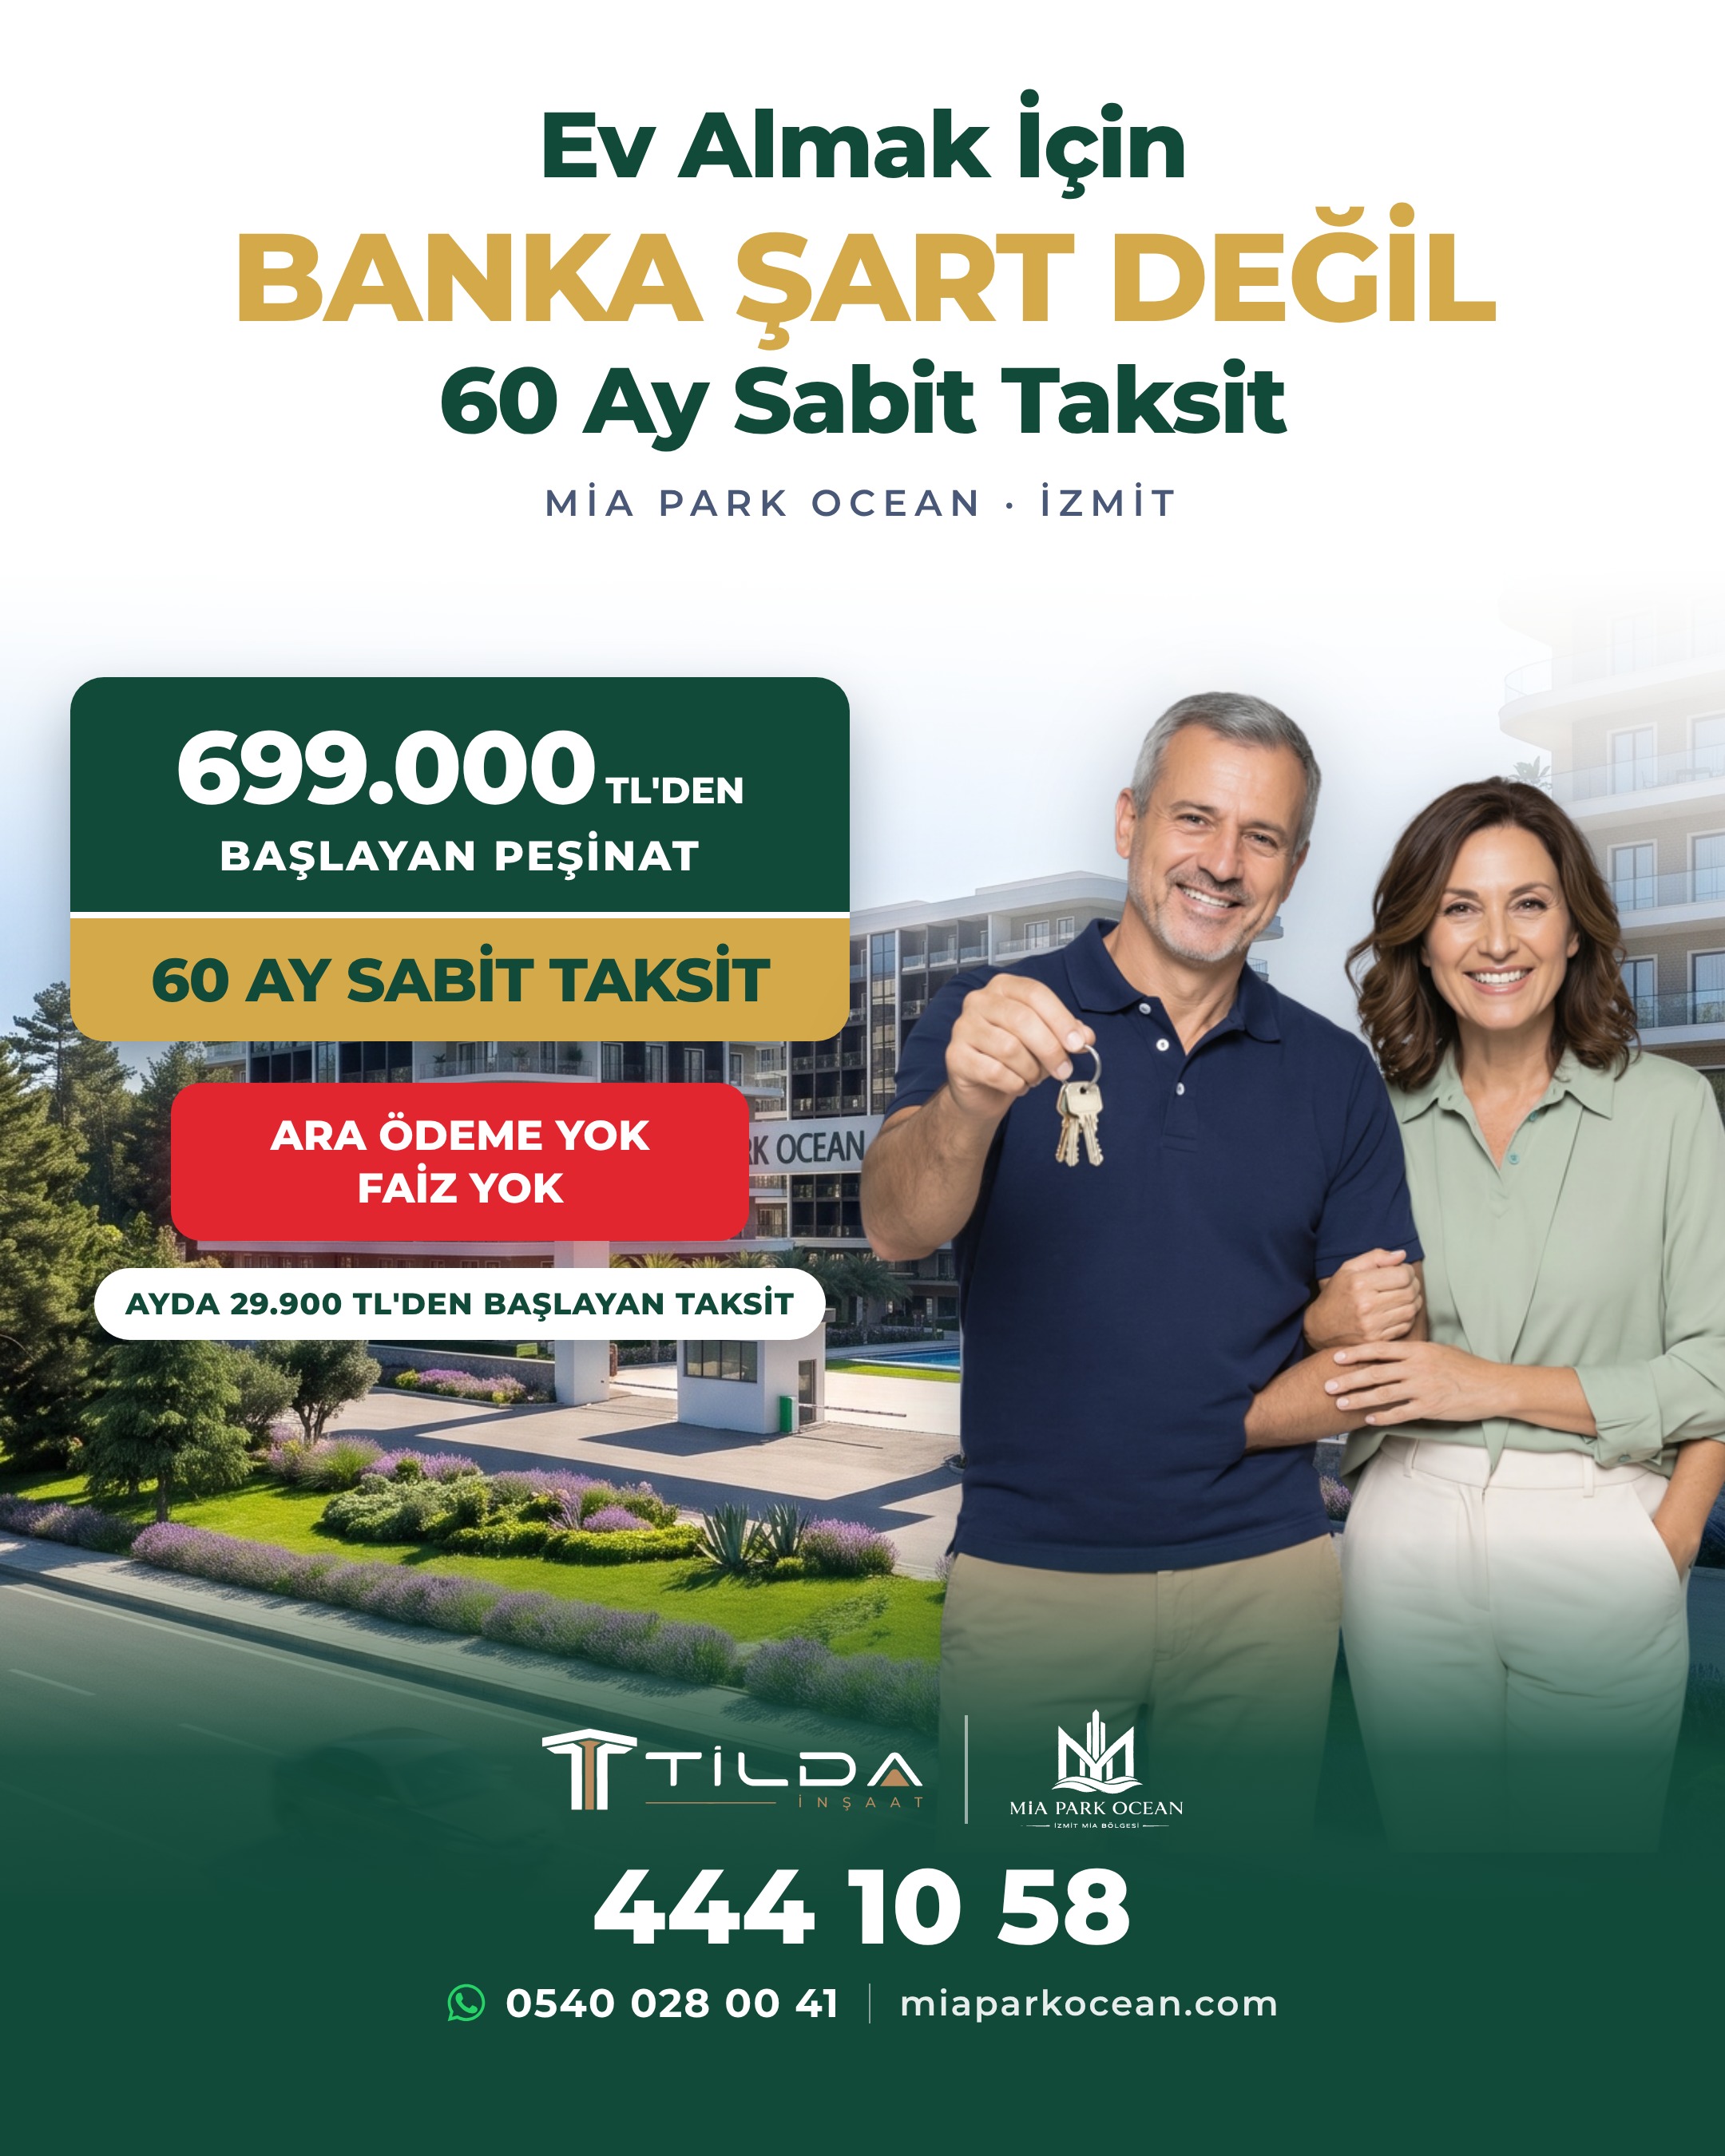 Ev Almak İçin
BANKA ŞART DEĞİL
60 Ay Sabit Taksit
MİA PARK OCEAN · İZMİT
699.000 TL'DEN
BAŞLAYAN PEŞİNAT
60 AY SABİT TAKSİT
ARA ÖDEME YOK
FAİZ YOK
RK OCEAN
AYDA 29.900 TL'DEN BAŞLAYAN TAKSİT
TİLDA
İNŞAAT
MİA PARK OCEAN
İZMİT MİA BÖLGESİ
444 10 58
0540 028 00 41
miaparkocean.com